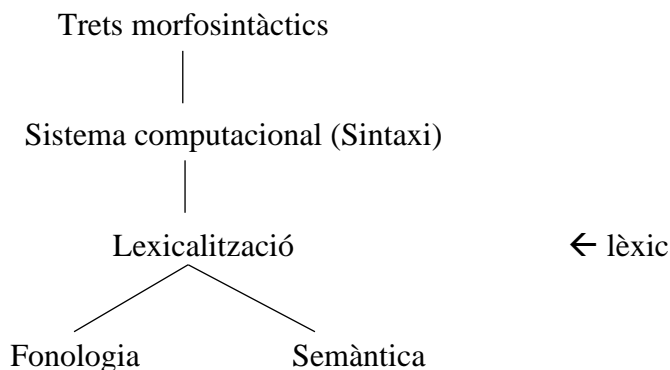 Trets morfosintàctics
Sistema computacional (Sintaxi)
Lexicalització ← lèxic
Fonologia Semàntica